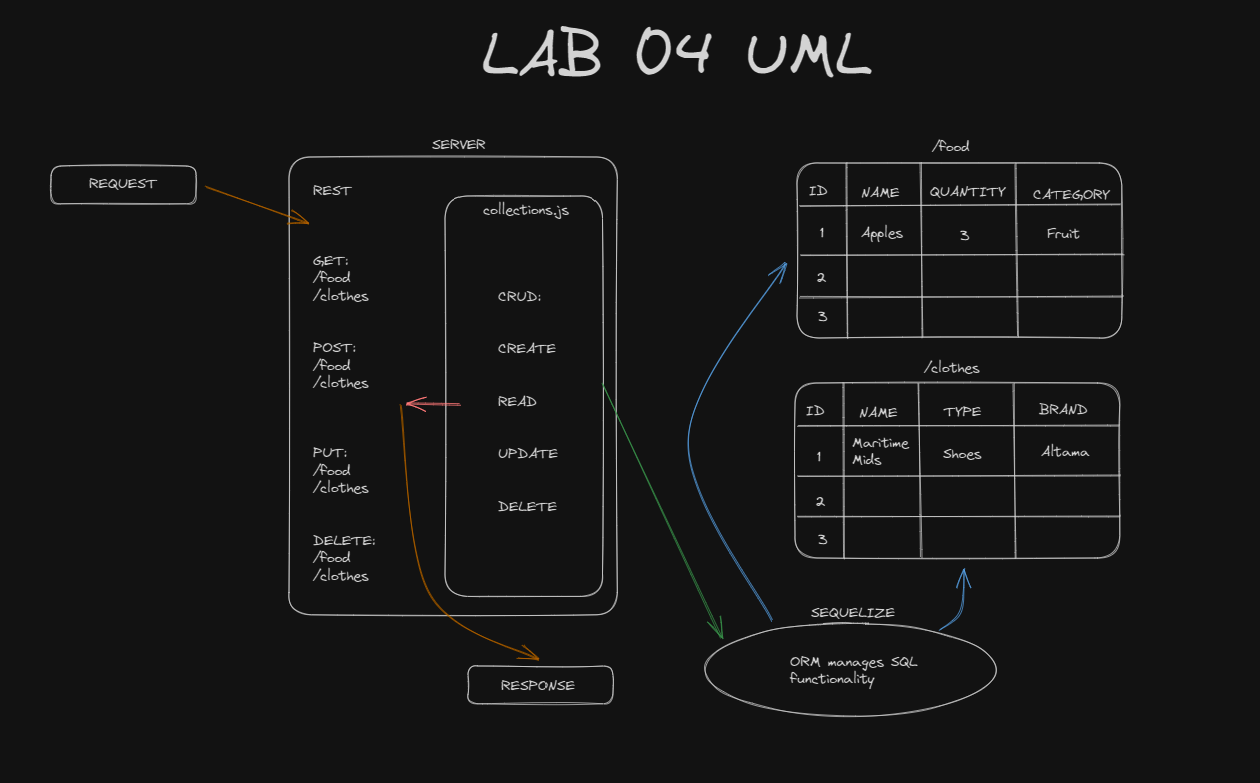 LAB 04 UML
REQUEST
SERVER
REST
GET:
/food
/clothes
POST:
/food
/clothes
PUT:
/food
/clothes
DELETE:
/food
/clothes
collections.js
CRUD:
CREATE
READ
UPDATE
DELETE
RESPONSE
/food
ID NAME QUANTITY CATEGORY
1 Apples 3 Fruit
2
3
/clothes
ID NAME TYPE BRAND
1 Maritime Mids Shoes Altama
2
3
SEQUELIZE
ORM manages SQL
functionality